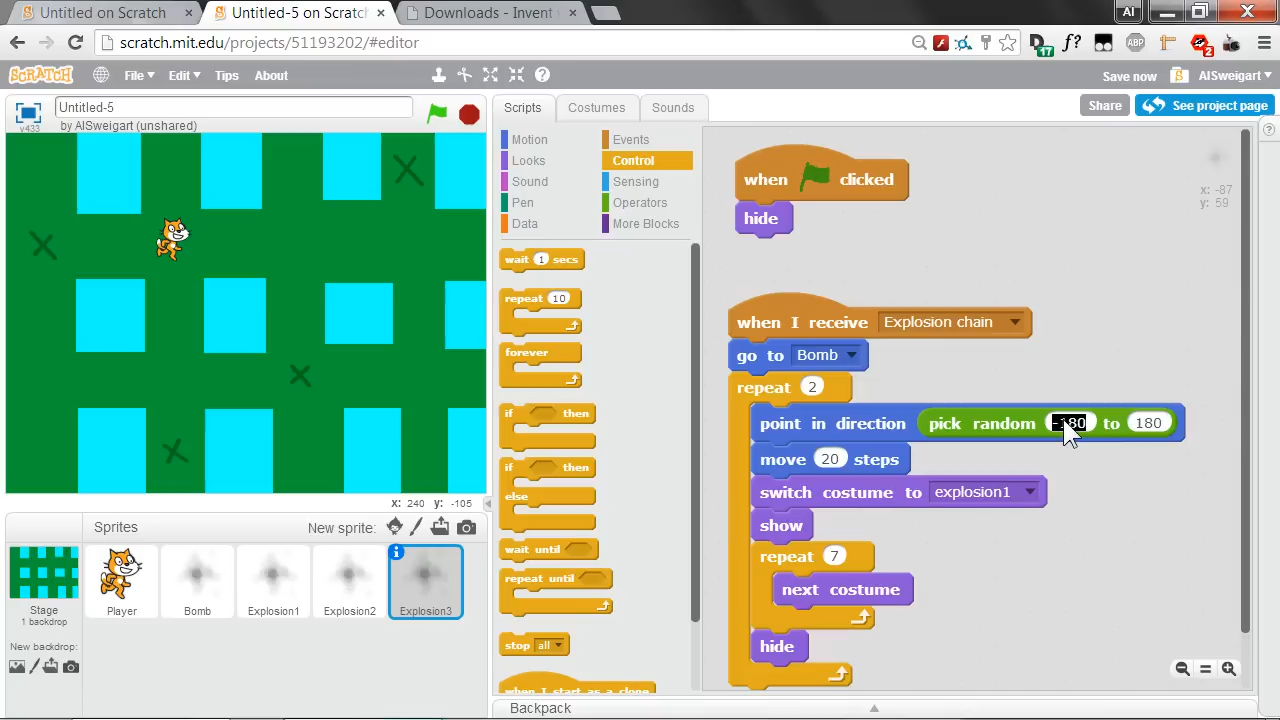 Untitled on Scratch
Untitled-5 on Scratch
Downloads - Invent
AI
scratch.mit.edu/projects/51193202/#editor
17
f?
ABP
2
SCRATCH
File
Edit
Tips
About
Save now
AlSweigart
Untitled-5
by AlSweigart (unshared)
v433
Scripts
Costumes
Sounds
Share
See project page
Motion
Events
Looks
Control
Sound
Sensing
Pen
Operators
Data
More Blocks
wait 1 secs
repeat 10
forever
if then
if then
else
wait until
repeat until
stop all
when I start as a clone
when clicked
hide
when I receive Explosion chain
go to Bomb
repeat 2
point in direction pick random -180 to 180
move 20 steps
switch costume to explosion1
show
repeat 7
next costume
hide
x: -87
y: 59
x: 240 y: -105
Sprites
New sprite:
Stage
1 backdrop
New backdrop:
Player
Bomb
Explosion1
Explosion2
Explosion3
Backpack